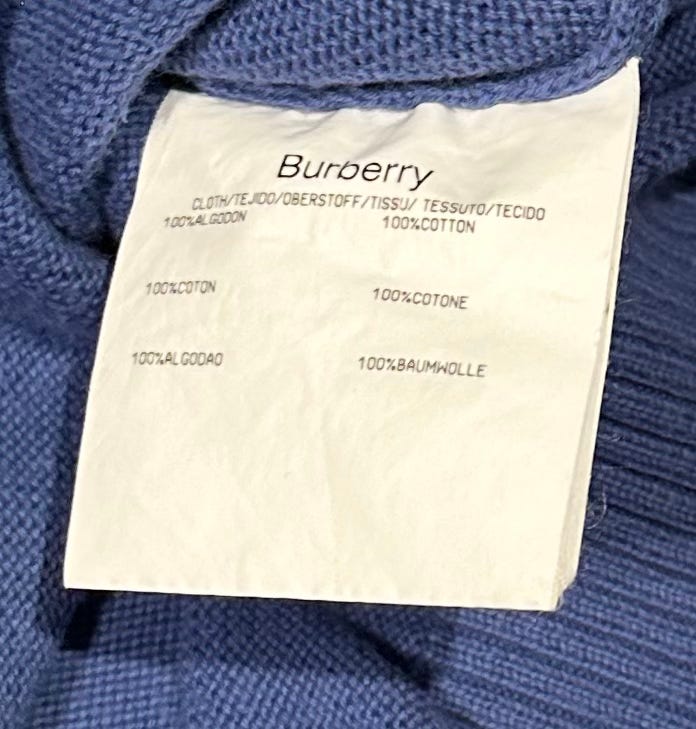 Burberry
CLOTH/TEJIDO/OBERSTOFF/TISSU/ TESSUTO/TECIDO
100%ALGODON 100%COTTON
100%COTON 100%COTONE
100%ALGODAO 100%BAUMWOLLE